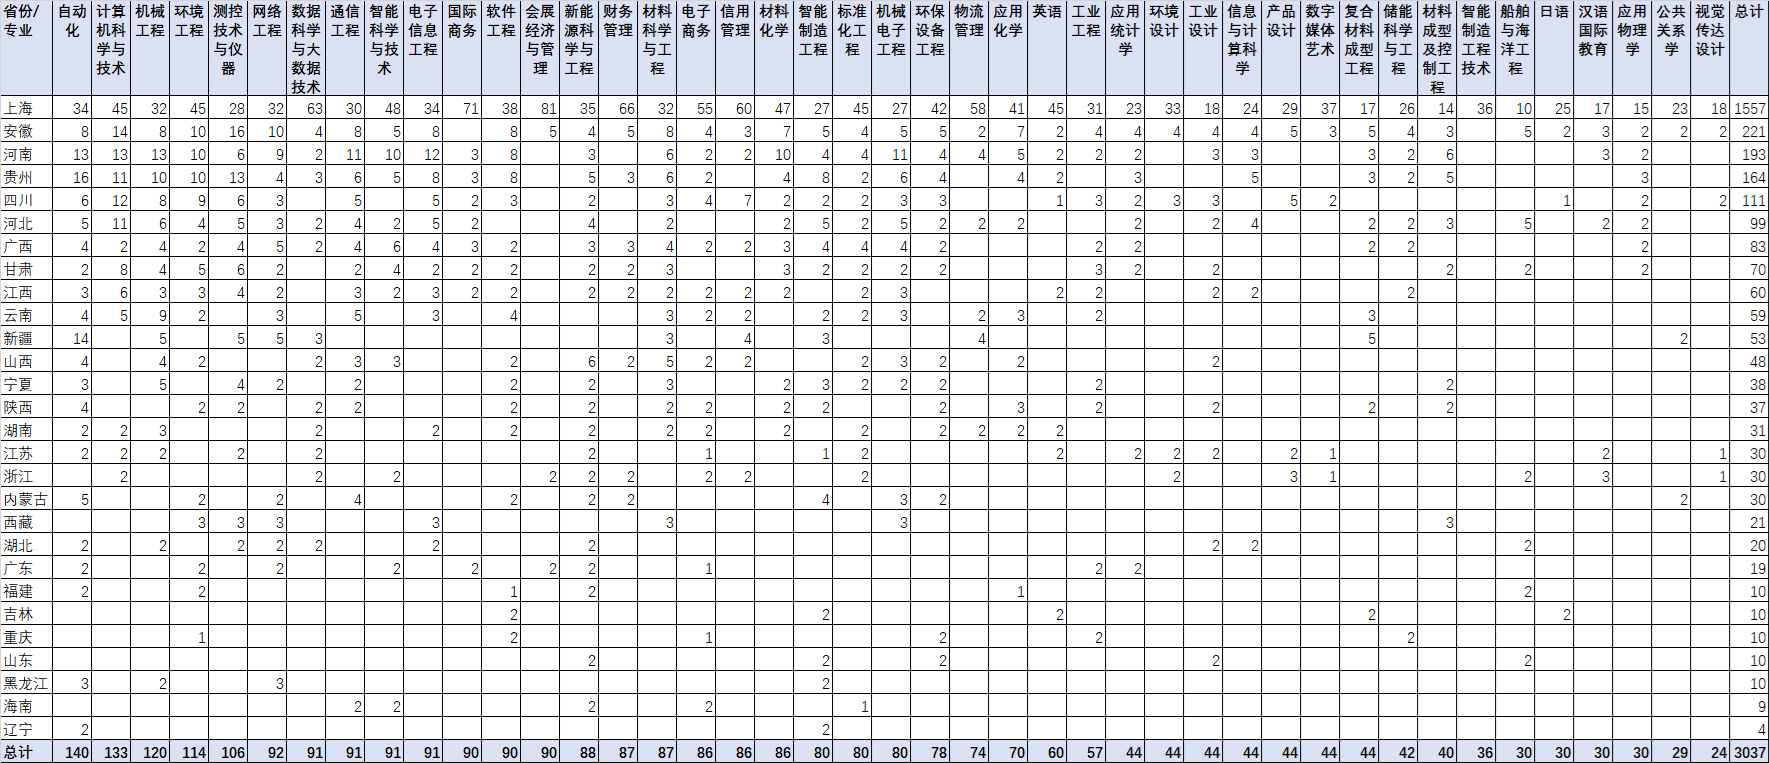 省份/专业 自动化 计算机科学与技术 机械工程 环境工程 测控技术与仪器 网络工程 数据科学与大数据技术 通信工程 智能科学与技术 电子信息工程 国际商务 软件工程 会展经济与管理 新能源科学与工程 财务管理 材料科学与工程 电子商务 信用管理 材料化学 智能制造工程 标准化工程 机械电子工程 环保设备工程 物流管理 应用化学 英语 工业工程 应用统计学 环境设计 工业设计 信息与计算科学 产品设计 数字媒体艺术 复合材料成型工程 储能科学与工程 材料成型及控制工程 智能制造工程技术 船舶与海洋工程 日语 汉语国际教育 应用物理学 公共关系学 视觉传达设计 总计
上海 34 45 32 45 28 32 63 30 48 34 71 38 81 35 66 32 55 60 47 27 45 27 42 58 41 45 31 23 33 18 24 29 37 17 26 14 36 10 25 17 15 23 18 1557
安徽 8 14 8 10 16 10 4 8 5 8 8 5 4 5 8 4 3 7 5 4 5 5 2 7 2 4 4 4 4 4 5 3 5 4 3 5 2 3 2 2 2 221
河南 13 13 13 10 6 9 2 11 10 12 3 8 3 6 2 2 10 4 4 11 4 4 5 2 2 2 3 3 3 2 6 3 2 193
贵州 16 11 10 10 13 4 3 6 5 8 3 8 5 3 6 2 4 8 2 6 4 4 2 3 5 3 2 5 3 164
四川 6 12 8 9 6 3 5 5 2 3 2 3 4 7 2 2 2 3 3 1 3 2 3 3 5 2 1 2 2 111
河北 5 11 6 4 5 3 2 4 2 5 2 4 2 2 5 2 5 2 2 2 2 2 4 2 2 3 5 2 2 99
广西 4 2 4 2 4 5 2 4 6 4 3 2 3 3 4 2 2 3 4 4 4 2 2 2 2 2 2 83
甘肃 2 8 4 5 6 2 2 4 2 2 2 2 2 3 3 2 2 2 2 3 2 2 2 2 2 70
江西 3 6 3 3 4 2 3 2 3 2 2 2 2 2 2 2 2 2 3 2 2 2 2 2 60
云南 4 5 9 2 3 5 3 4 3 2 2 2 2 3 2 3 2 3 59
新疆 14 5 5 5 3 3 4 3 4 5 2 53
山西 4 4 2 2 3 3 2 6 2 5 2 2 2 3 2 2 2 48
宁夏 3 5 4 2 2 2 2 3 2 3 2 2 2 2 2 38
陕西 4 2 2 2 2 2 2 2 2 2 2 2 3 2 2 2 2 37
湖南 2 2 3 2 2 2 2 2 2 2 2 2 2 2 2 31
江苏 2 2 2 2 2 2 1 1 2 2 2 2 2 2 1 2 1 30
浙江 2 2 2 2 2 2 2 2 2 2 3 1 2 3 1 30
内蒙古 5 2 2 4 2 2 2 4 3 2 2 30
西藏 3 3 3 3 3 3 3 21
湖北 2 2 2 2 2 2 2 2 2 2 20
广东 2 2 2 2 2 2 2 1 2 2 19
福建 2 2 1 2 1 2 10
吉林 2 2 2 2 2 10
重庆 1 2 1 2 2 2 10
山东 2 2 2 2 2 10
黑龙江 3 2 3 2 10
海南 2 2 2 2 1 9
辽宁 2 2 4
总计 140 133 120 114 106 92 91 91 91 91 90 90 90 88 87 87 86 86 86 80 80 80 78 74 70 60 57 44 44 44 44 44 44 44 42 40 36 30 30 30 30 29 24 3037